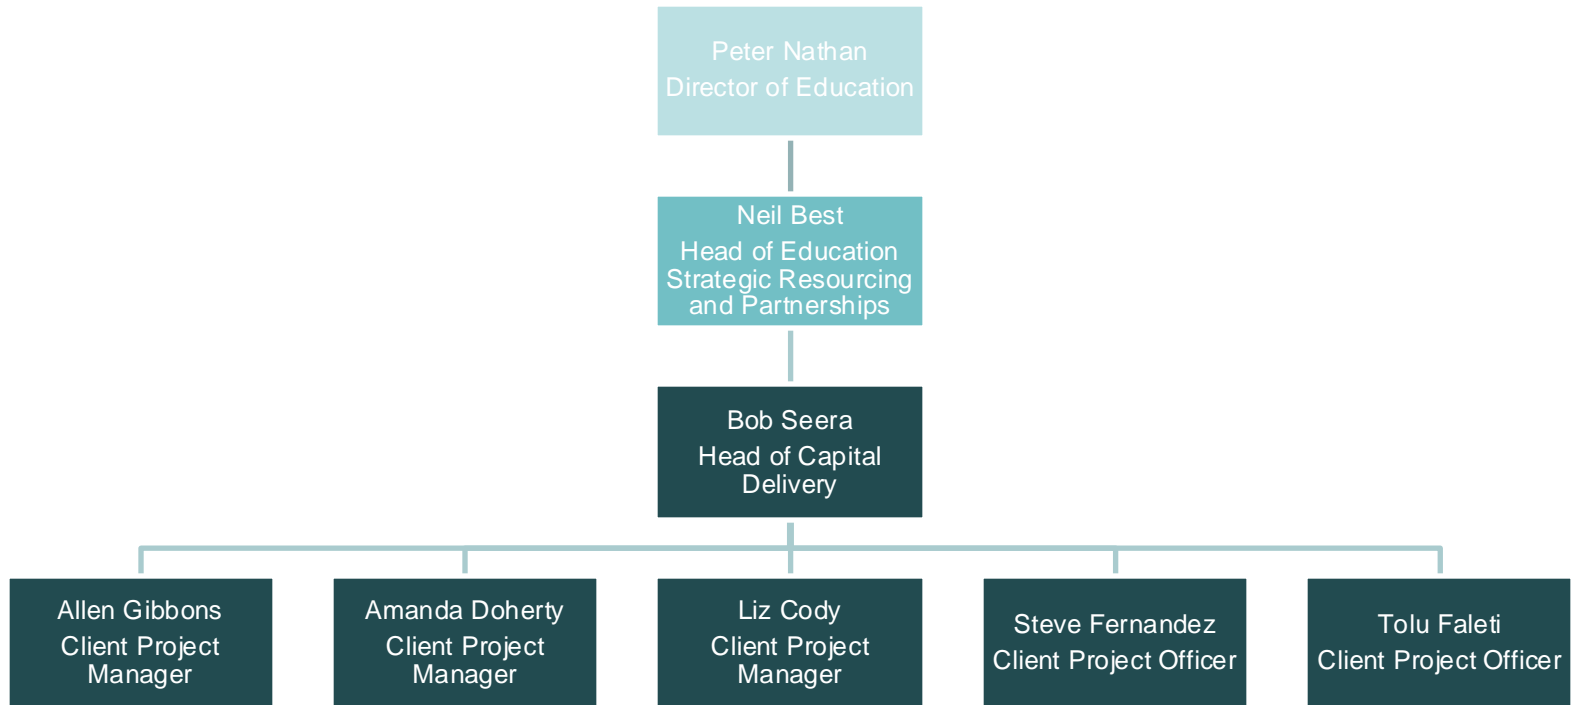 Peter Nathan
Director of Education
Neil Best
Head of Education
Strategic Resourcing
and Partnerships
Bob Seera
Head of Capital
Delivery
Allen Gibbons
Client Project
Manager
Amanda Doherty
Client Project
Manager
Liz Cody
Client Project
Manager
Steve Fernandez
Client Project Officer
Tolu Faleti
Client Project Officer